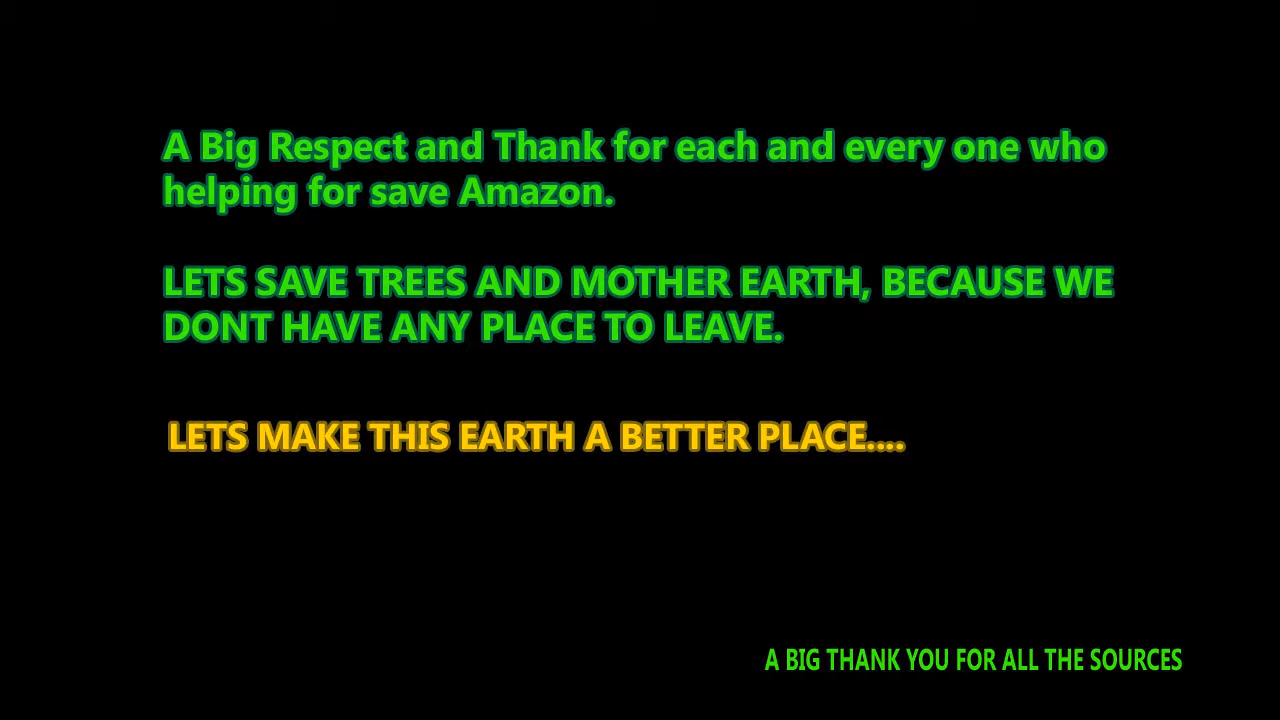 A Big Respect and Thank for each and every one who
helping for save Amazon.
LETS SAVE TREES AND MOTHER EARTH, BECAUSE WE
DONT HAVE ANY PLACE TO LEAVE.
LETS MAKE THIS EARTH A BETTER PLACE....
A BIG THANK YOU FOR ALL THE SOURCES